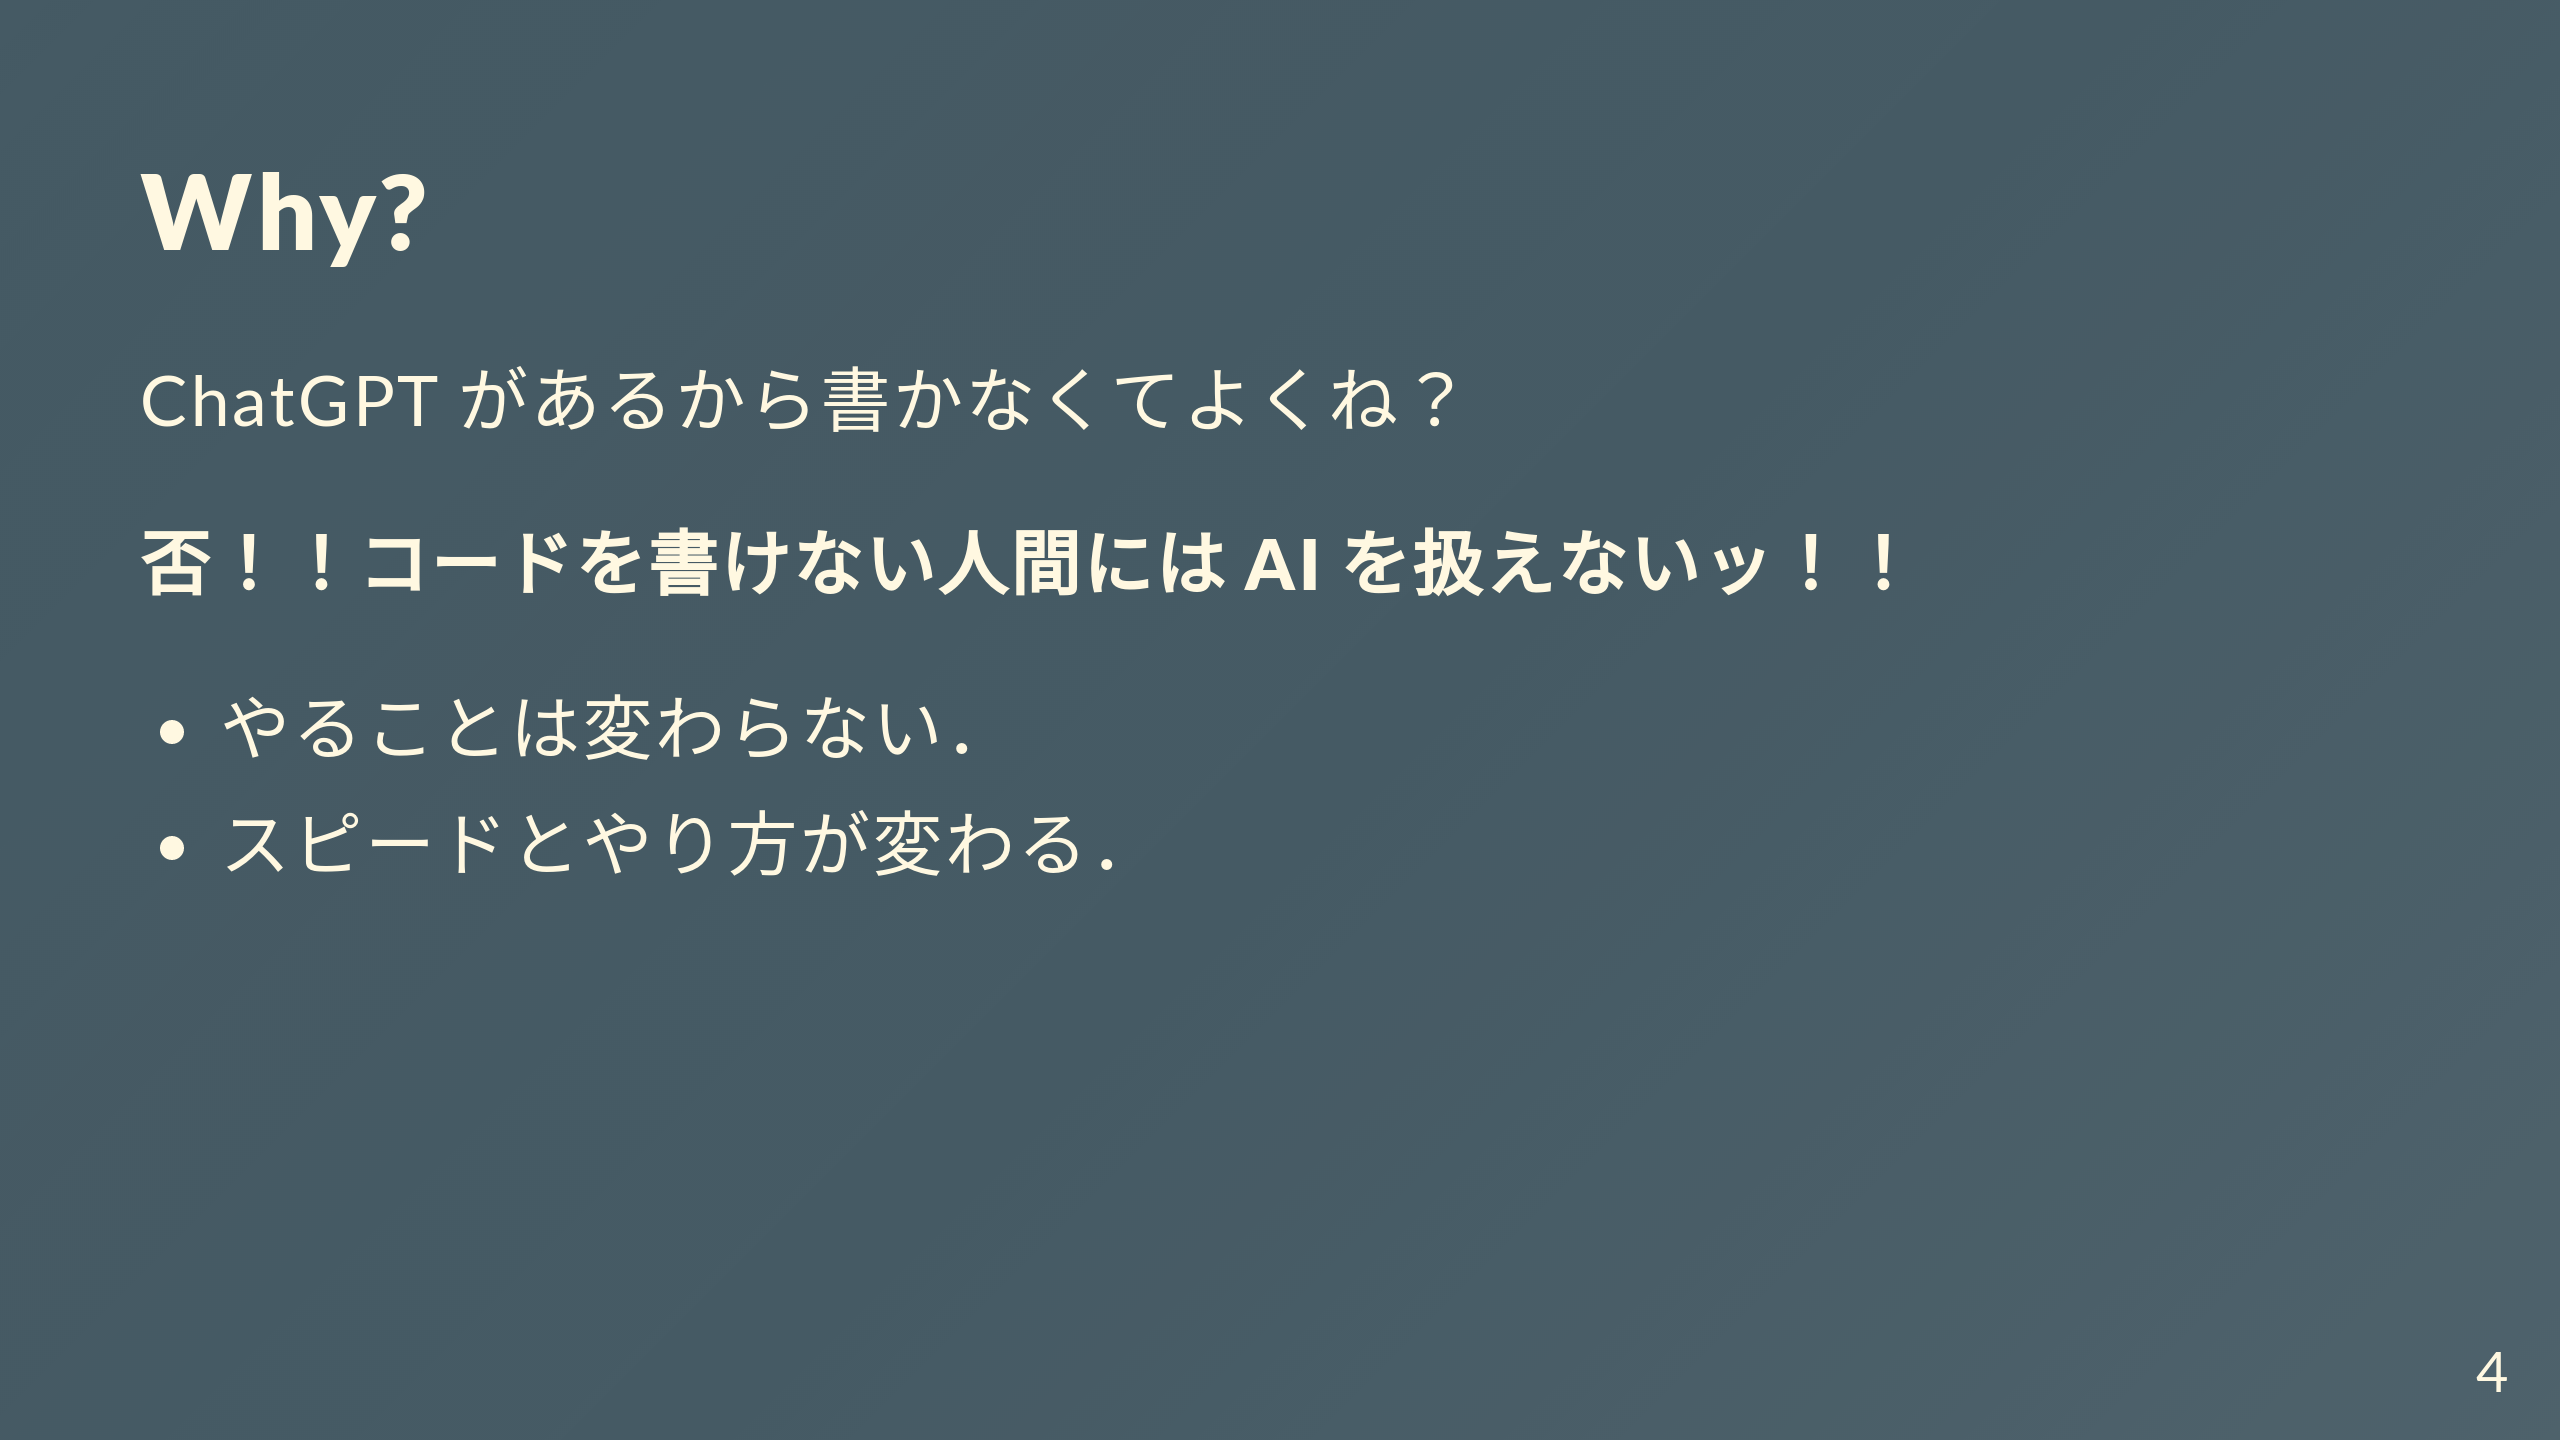 Why?
ChatGPT があるから書かなくてよくね？
否！！コードを書けない人間には AI を扱えないッ！！
• やることは変わらない．
• スピードとやり方が変わる．
4